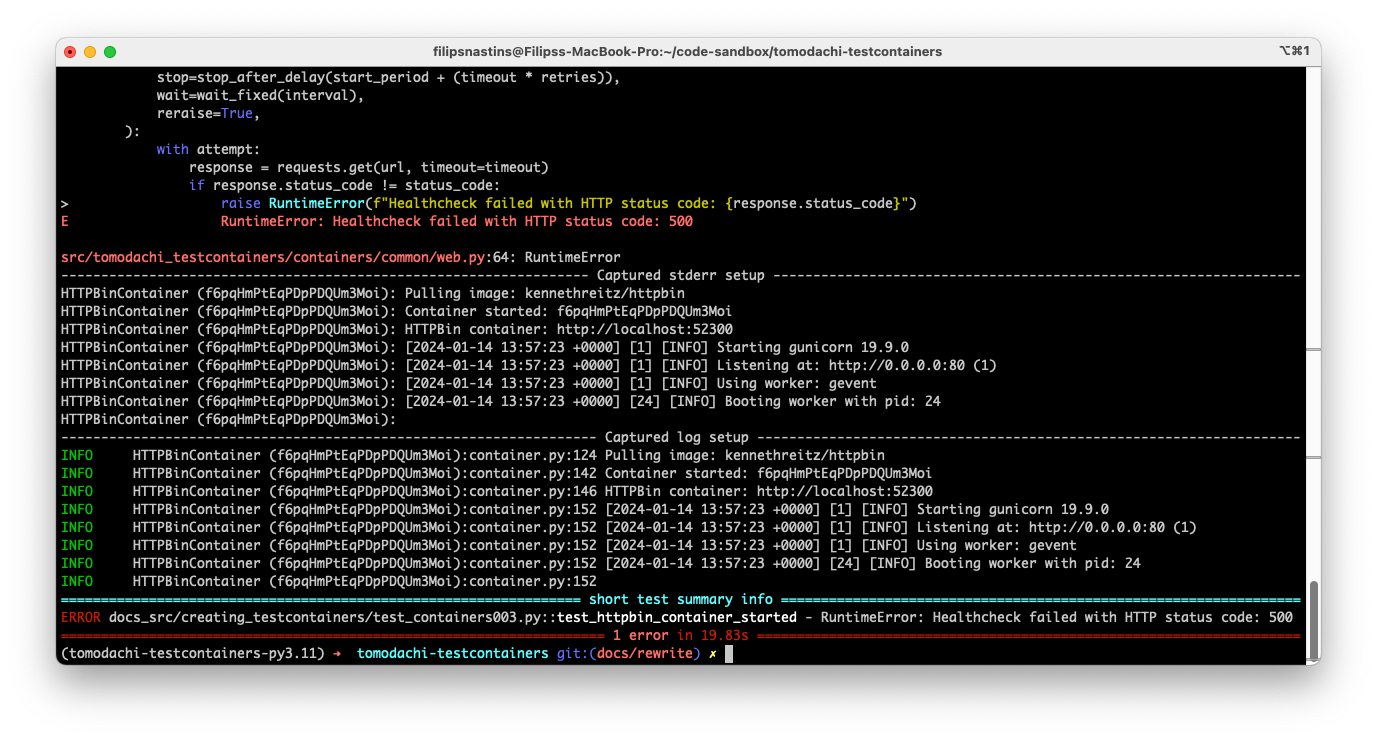 filipsnastins@Filipss-MacBook-Pro:~/code-sandbox/tomodachi-testcontainers ⌥⌘1
            stop=stop_after_delay(start_period + (timeout * retries)),
            wait=wait_fixed(interval),
            reraise=True,
        ):
            with attempt:
                response = requests.get(url, timeout=timeout)
                if response.status_code != status_code:
>                   raise RuntimeError(f"Healthcheck failed with HTTP status code: {response.status_code}")
E                   RuntimeError: Healthcheck failed with HTTP status code: 500
src/tomodachi_testcontainers/containers/common/web.py:64: RuntimeError
------------------------------------------------------------------ Captured stderr setup ------------------------------------------------------------------
HTTPBinContainer (f6pqHmPtEqPDpPDQUm3Moi): Pulling image: kennethreitz/httpbin
HTTPBinContainer (f6pqHmPtEqPDpPDQUm3Moi): Container started: f6pqHmPtEqPDpPDQUm3Moi
HTTPBinContainer (f6pqHmPtEqPDpPDQUm3Moi): HTTPBin container: http://localhost:52300
HTTPBinContainer (f6pqHmPtEqPDpPDQUm3Moi): [2024-01-14 13:57:23 +0000] [1] [INFO] Starting gunicorn 19.9.0
HTTPBinContainer (f6pqHmPtEqPDpPDQUm3Moi): [2024-01-14 13:57:23 +0000] [1] [INFO] Listening at: http://0.0.0.0:80 (1)
HTTPBinContainer (f6pqHmPtEqPDpPDQUm3Moi): [2024-01-14 13:57:23 +0000] [1] [INFO] Using worker: gevent
HTTPBinContainer (f6pqHmPtEqPDpPDQUm3Moi): [2024-01-14 13:57:23 +0000] [24] [INFO] Booting worker with pid: 24
HTTPBinContainer (f6pqHmPtEqPDpPDQUm3Moi):
------------------------------------------------------------------- Captured log setup --------------------------------------------------------------------
INFO     HTTPBinContainer (f6pqHmPtEqPDpPDQUm3Moi):container.py:124 Pulling image: kennethreitz/httpbin
INFO     HTTPBinContainer (f6pqHmPtEqPDpPDQUm3Moi):container.py:142 Container started: f6pqHmPtEqPDpPDQUm3Moi
INFO     HTTPBinContainer (f6pqHmPtEqPDpPDQUm3Moi):container.py:146 HTTPBin container: http://localhost:52300
INFO     HTTPBinContainer (f6pqHmPtEqPDpPDQUm3Moi):container.py:152 [2024-01-14 13:57:23 +0000] [1] [INFO] Starting gunicorn 19.9.0
INFO     HTTPBinContainer (f6pqHmPtEqPDpPDQUm3Moi):container.py:152 [2024-01-14 13:57:23 +0000] [1] [INFO] Listening at: http://0.0.0.0:80 (1)
INFO     HTTPBinContainer (f6pqHmPtEqPDpPDQUm3Moi):container.py:152 [2024-01-14 13:57:23 +0000] [1] [INFO] Using worker: gevent
INFO     HTTPBinContainer (f6pqHmPtEqPDpPDQUm3Moi):container.py:152 [2024-01-14 13:57:23 +0000] [24] [INFO] Booting worker with pid: 24
INFO     HTTPBinContainer (f6pqHmPtEqPDpPDQUm3Moi):container.py:152
================================================================= short test summary info =================================================================
ERROR docs_src/creating_testcontainers/test_containers003.py::test_httpbin_container_started - RuntimeError: Healthcheck failed with HTTP status code: 500
==================================================================== 1 error in 19.83s ====================================================================
(tomodachi-testcontainers-py3.11) ➜  tomodachi-testcontainers git:(docs/rewrite) ✗